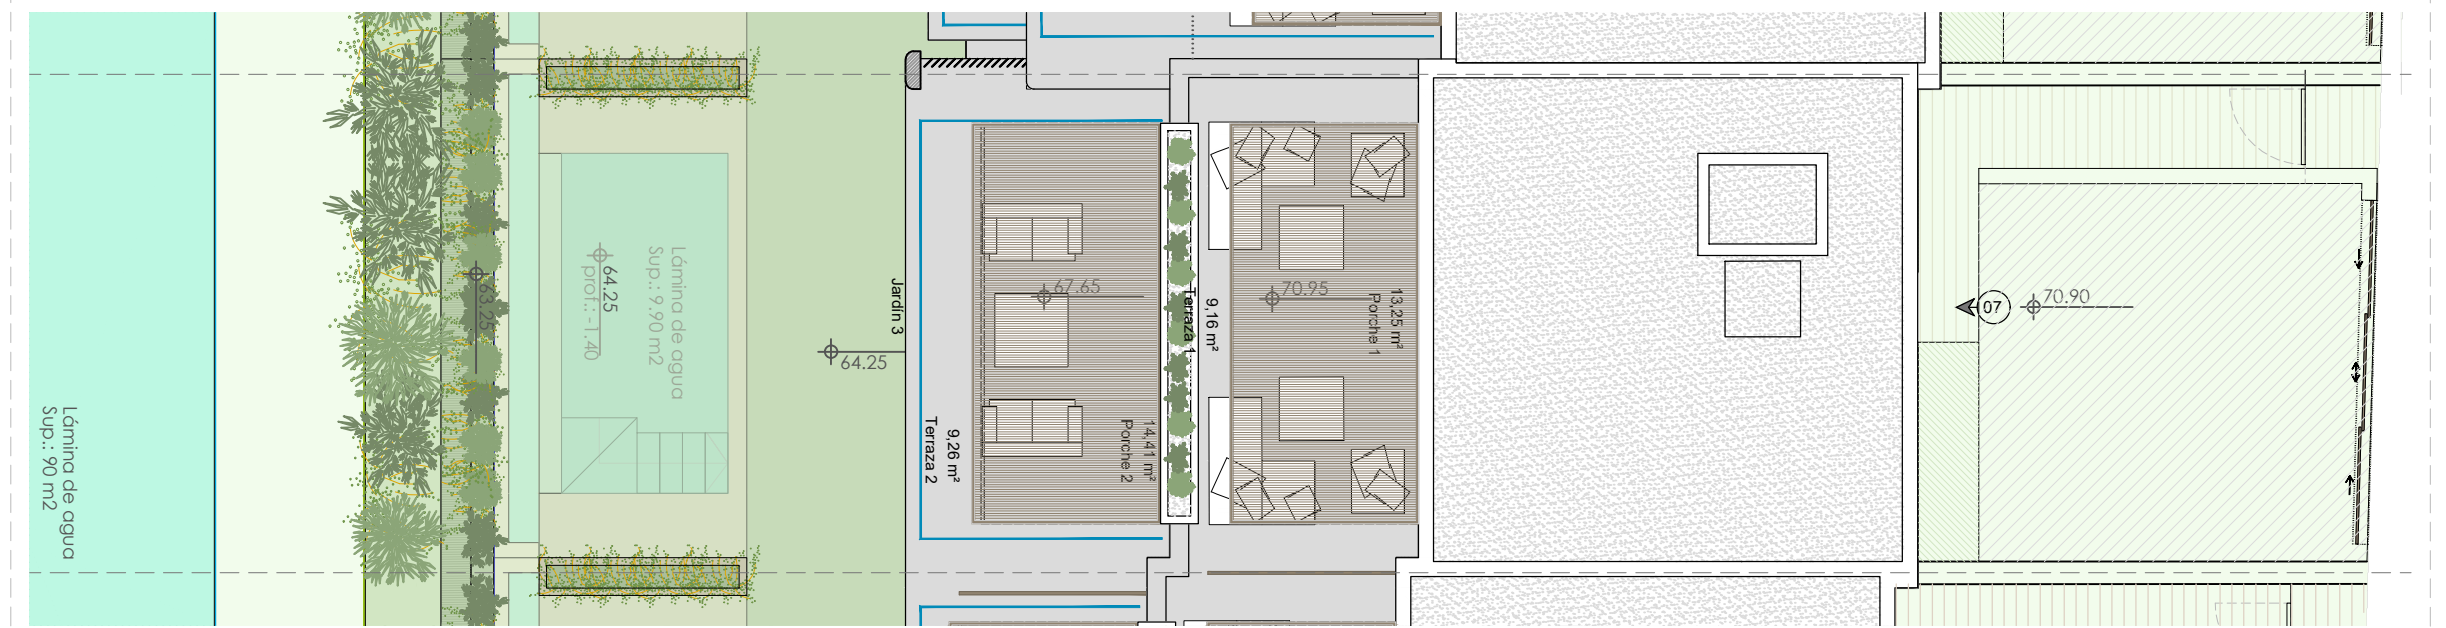 Lámina de agua
Sup.: 90 m2
63.25
64.25
prof.: -1.40
Lámina de agua
Sup.: 9.90 m2
64.25
Jardín 3
9,26 m²
Terraza 2
67.65
14,41 m²
Porche 2
9,16 m²
Terraza 1
70.95
13,25 m²
Porche 1
07
70.90